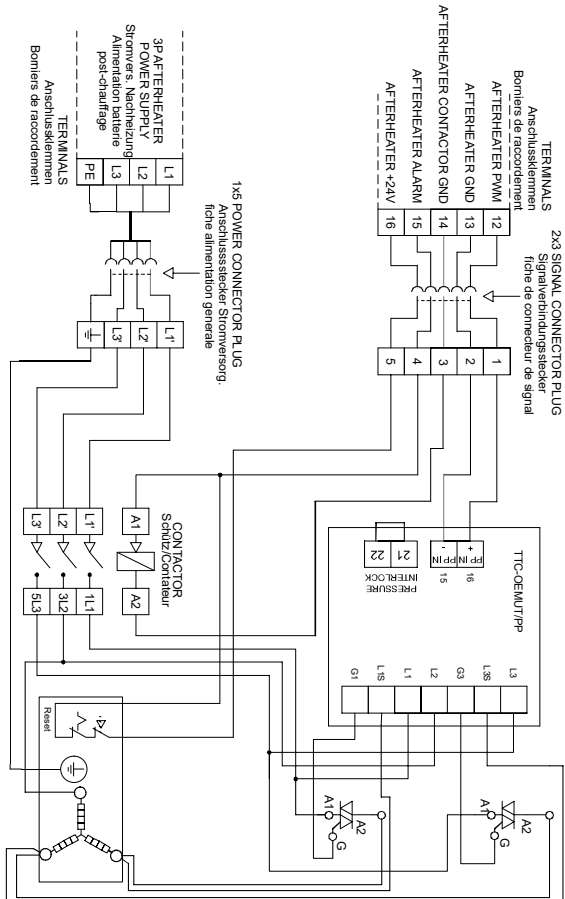 TERMINALS
Anschlussklemmen
Borniers de raccordement
AFTERHEATER PWM
AFTERHEATER GND
AFTERHEATER CONTACTOR GND
AFTERHEATER ALARM
AFTERHEATER +24V
12
13
14
15
16
2x3 SIGNAL CONNECTOR PLUG
Signalverbindungsstecker
fiche de connecteur de signal
1
2
3
4
5
TTC-OEMUT/PP
+
PP IN
PP IN
-
16
15
21
22
PRESSURE
INTERLOCK
L3
L3S
G3
L2
L1
L1S
G1
A1
A2
G
A1
A2
G
3P AFTERHEATER
POWER SUPPLY
Stromvers. Nachheizung
Alimentation batterie
post-chauffage
L1
L2
L3
PE
TERMINALS
Anschlussklemmen
Borniers de raccordement
1x5 POWER CONNECTOR PLUG
Anschlussstecker Stromversorg.
fiche alimentation generale
L1'
L2'
L3'
CONTACTOR
Schütz/Contateur
A1
A2
L1'
L2'
L3'
1L1
3L2
5L3
Reset